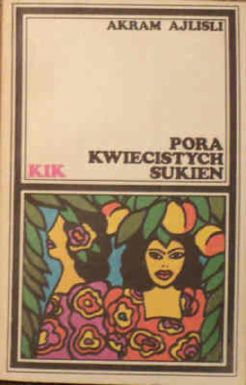 AKRAM AJLISLI
PORA
KWIECISTYCH
SUKIEN
KIK